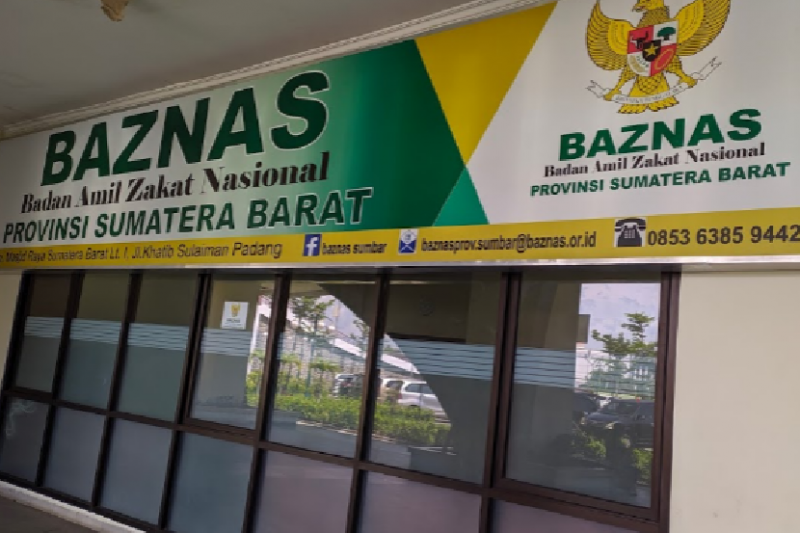 BAZNAS
Badan Amil Zakat Nasional
PROVINSI SUMATERA BARAT
Masjid Raya Sumatera Barat Lt. 1, Jl.Khatib Sulaiman Padang
baznas sumbar
baznasprov.sumbar@baznas.or.id
0853 6385 9442
BAZNAS
Badan Amil Zakat Nasional
PROVINSI SUMATERA BARAT